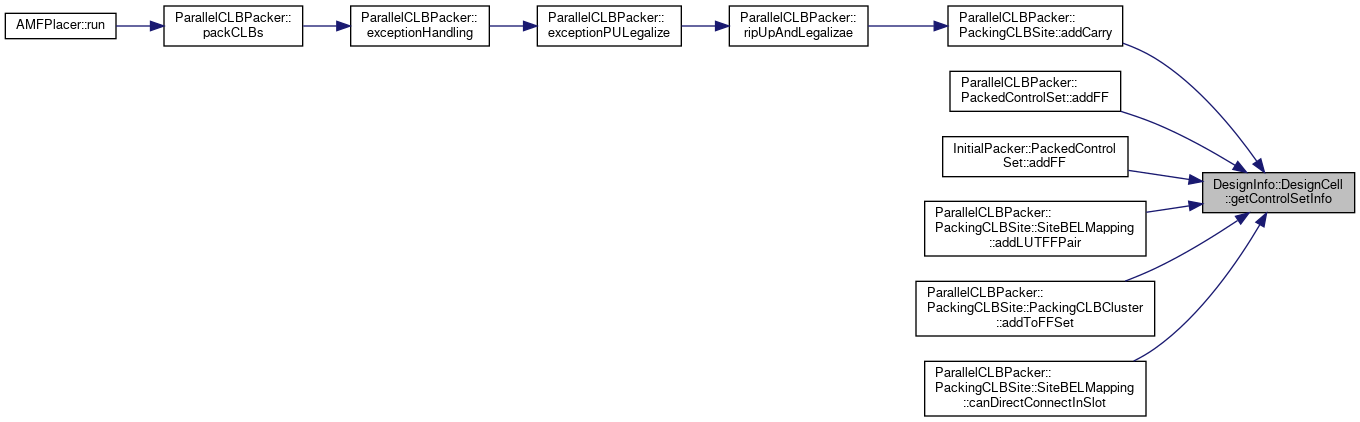 AMFPlacer::run
ParallelCLBPacker::
packCLBs
ParallelCLBPacker::
exceptionHandling
ParallelCLBPacker::
exceptionPULegalize
ParallelCLBPacker::
ripUpAndLegalizae
ParallelCLBPacker::
PackingCLBSite::addCarry
ParallelCLBPacker::
PackedControlSet::addFF
InitialPacker::PackedControl
Set::addFF
ParallelCLBPacker::
PackingCLBSite::SiteBELMapping
::addLUTFFPair
ParallelCLBPacker::
PackingCLBSite::PackingCLBCluster
::addToFFSet
ParallelCLBPacker::
PackingCLBSite::SiteBELMapping
::canDirectConnectInSlot
DesignInfo::DesignCell
::getControlSetInfo